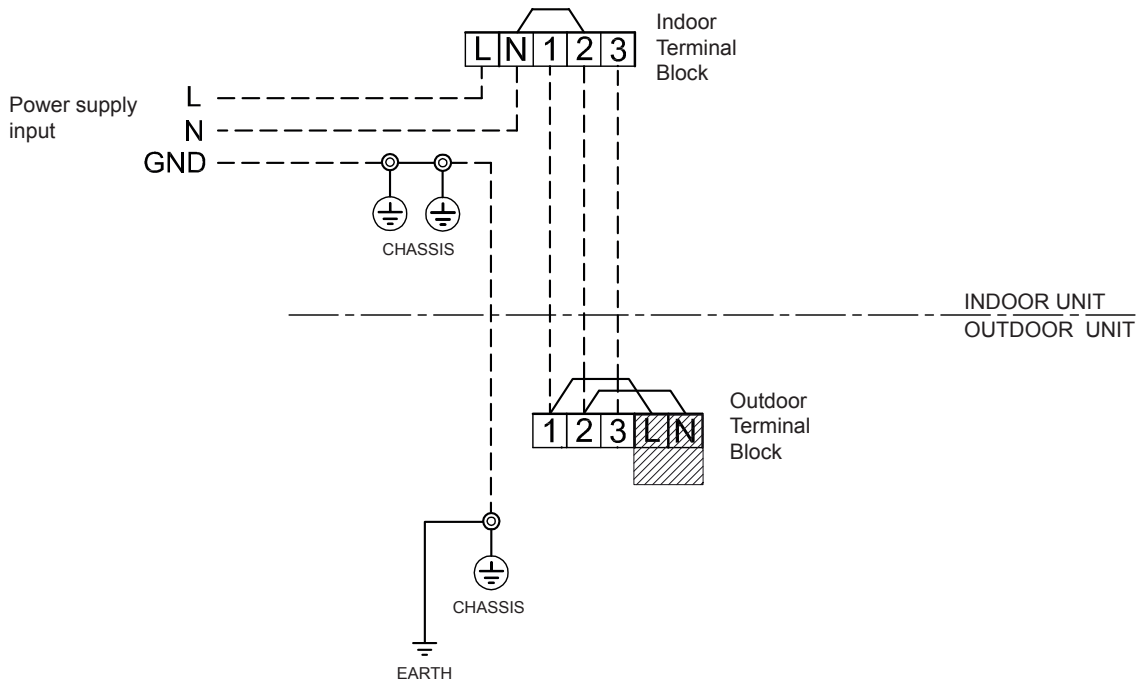 Indoor
Terminal
Block
L N 1 2 3
Power supply
input
L
N
GND
CHASSIS
INDOOR UNIT
OUTDOOR UNIT
Outdoor
Terminal
Block
1 2 3 L N
CHASSIS
EARTH